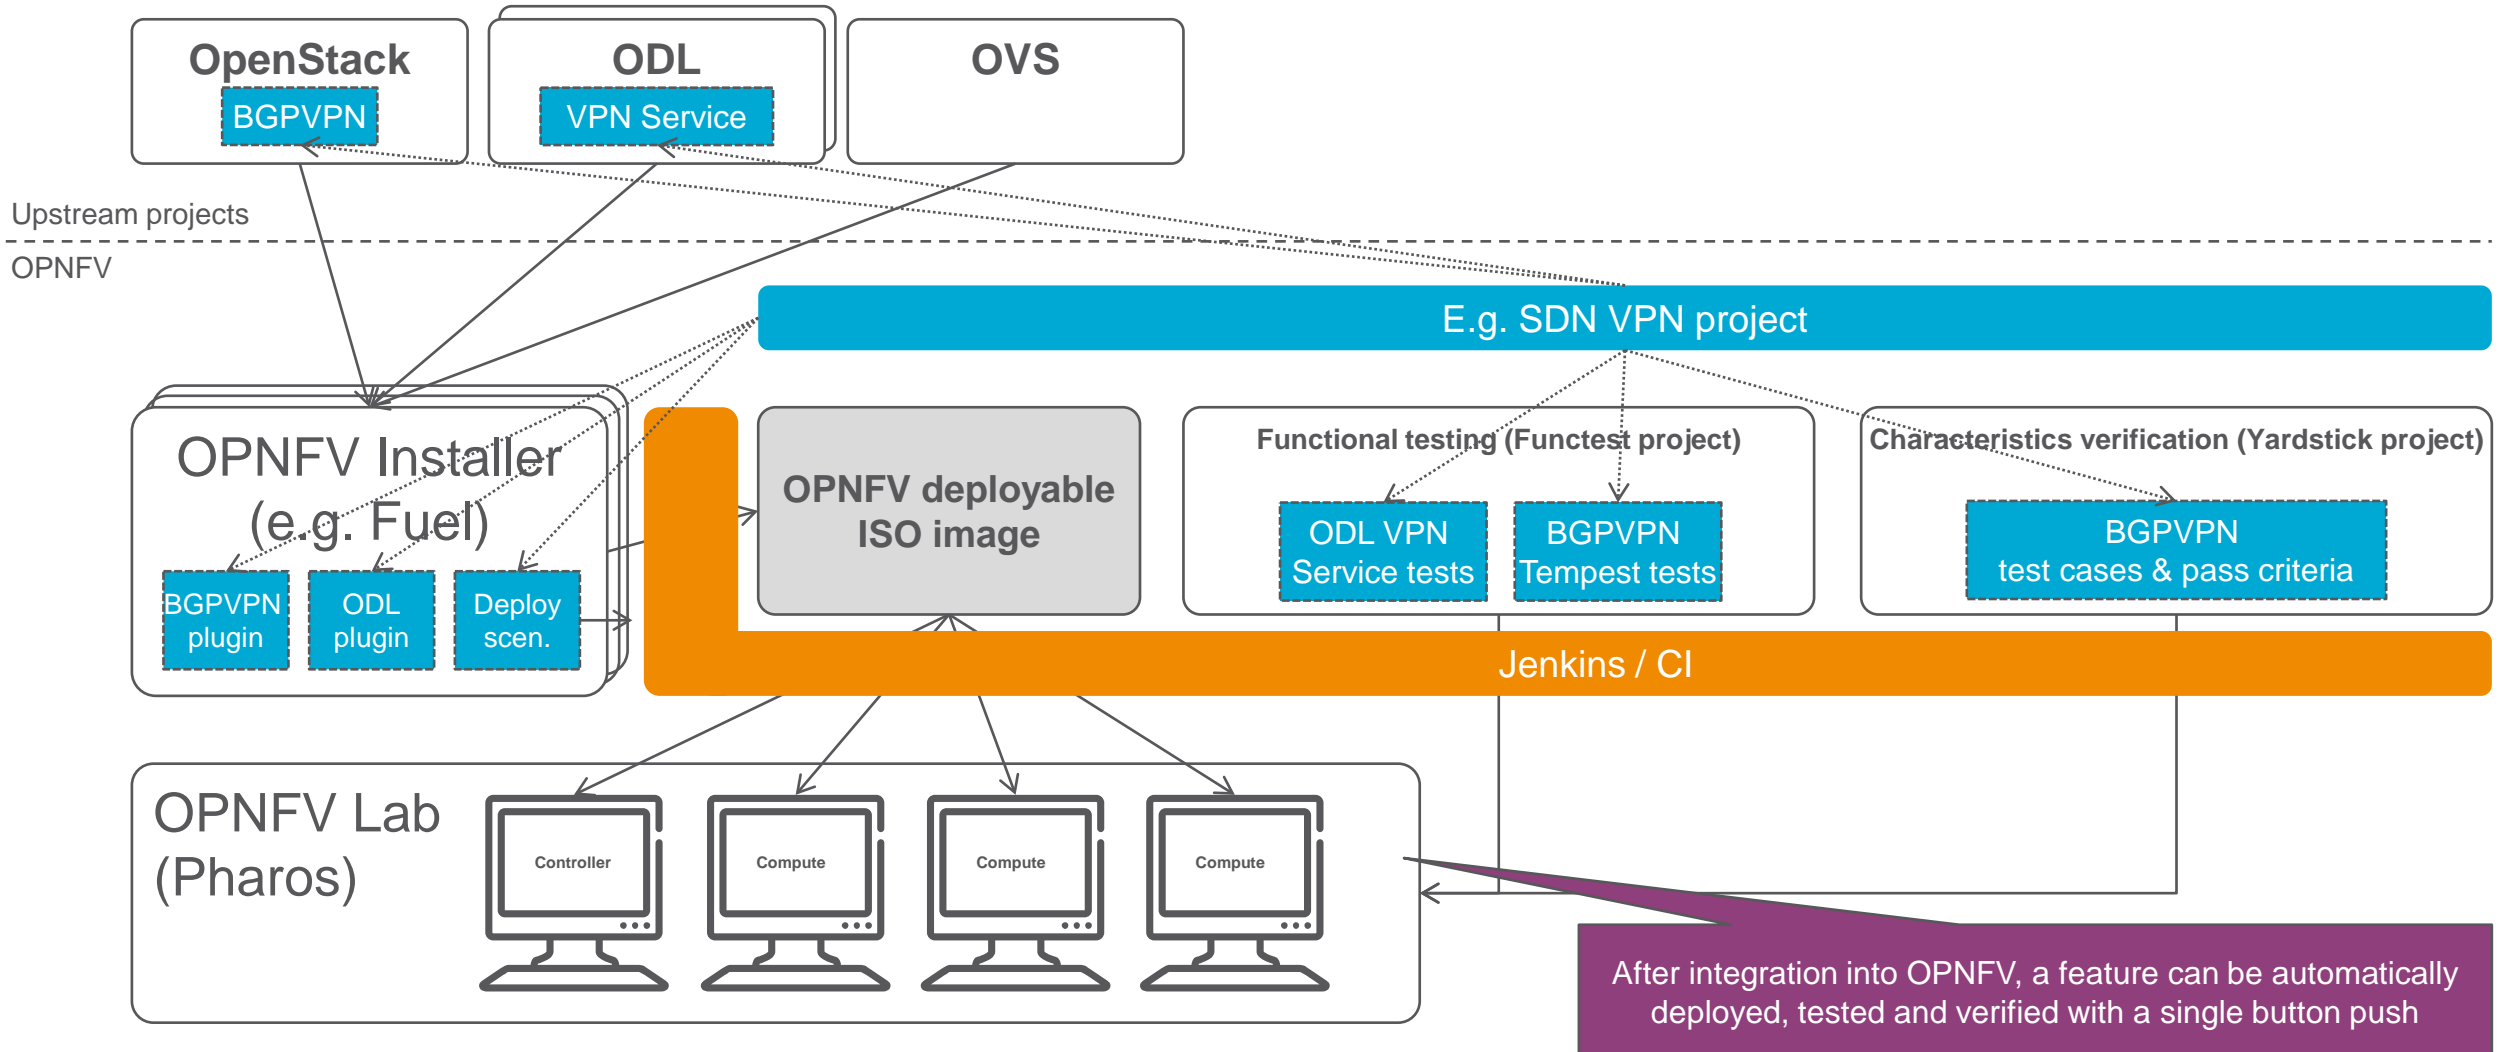 OpenStack
BGPVPN
ODL
VPN Service
OVS
Upstream projects
OPNFV
E.g. SDN VPN project
OPNFV Installer
(e.g. Fuel)
BGPVPN
plugin
ODL
plugin
Deploy
scen.
OPNFV deployable
ISO image
Functional testing (Functest project)
ODL VPN
Service tests
BGPVPN
Tempest tests
Characteristics verification (Yardstick project)
BGPVPN
test cases & pass criteria
Jenkins / CI
OPNFV Lab
(Pharos)
Controller
Compute
Compute
Compute
After integration into OPNFV, a feature can be automatically
deployed, tested and verified with a single button push